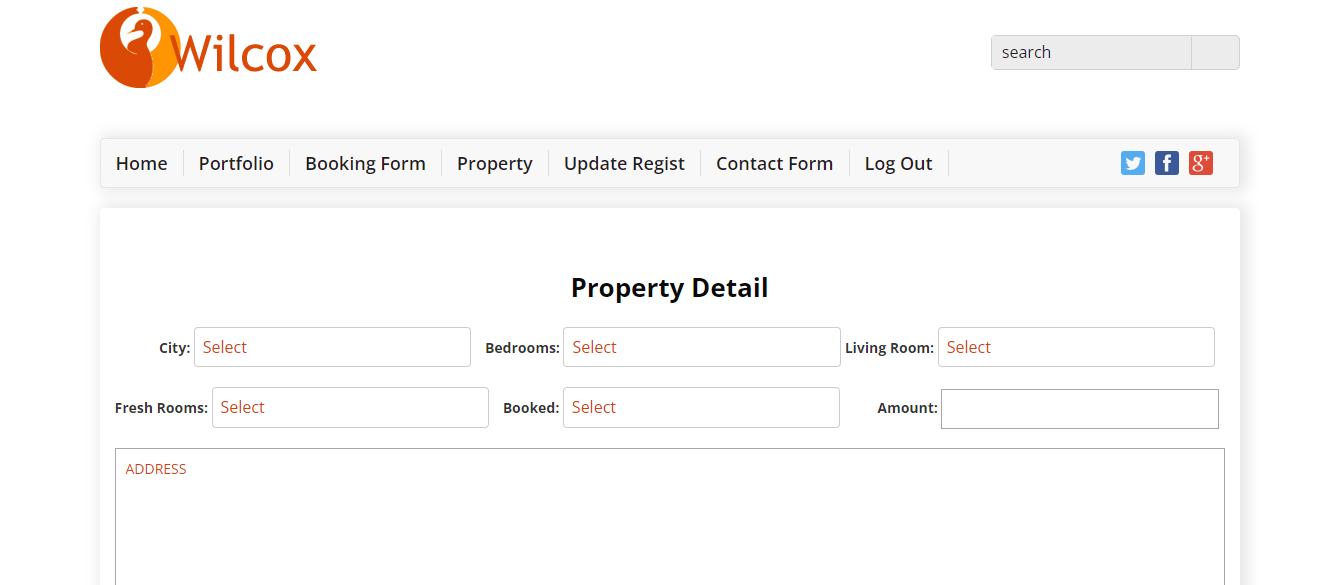 Wilcox
search
Home Portfolio Booking Form Property Update Regist Contact Form Log Out
Property Detail
City: Select Bedrooms: Select Living Room: Select
Fresh Rooms: Select Booked: Select Amount:
ADDRESS